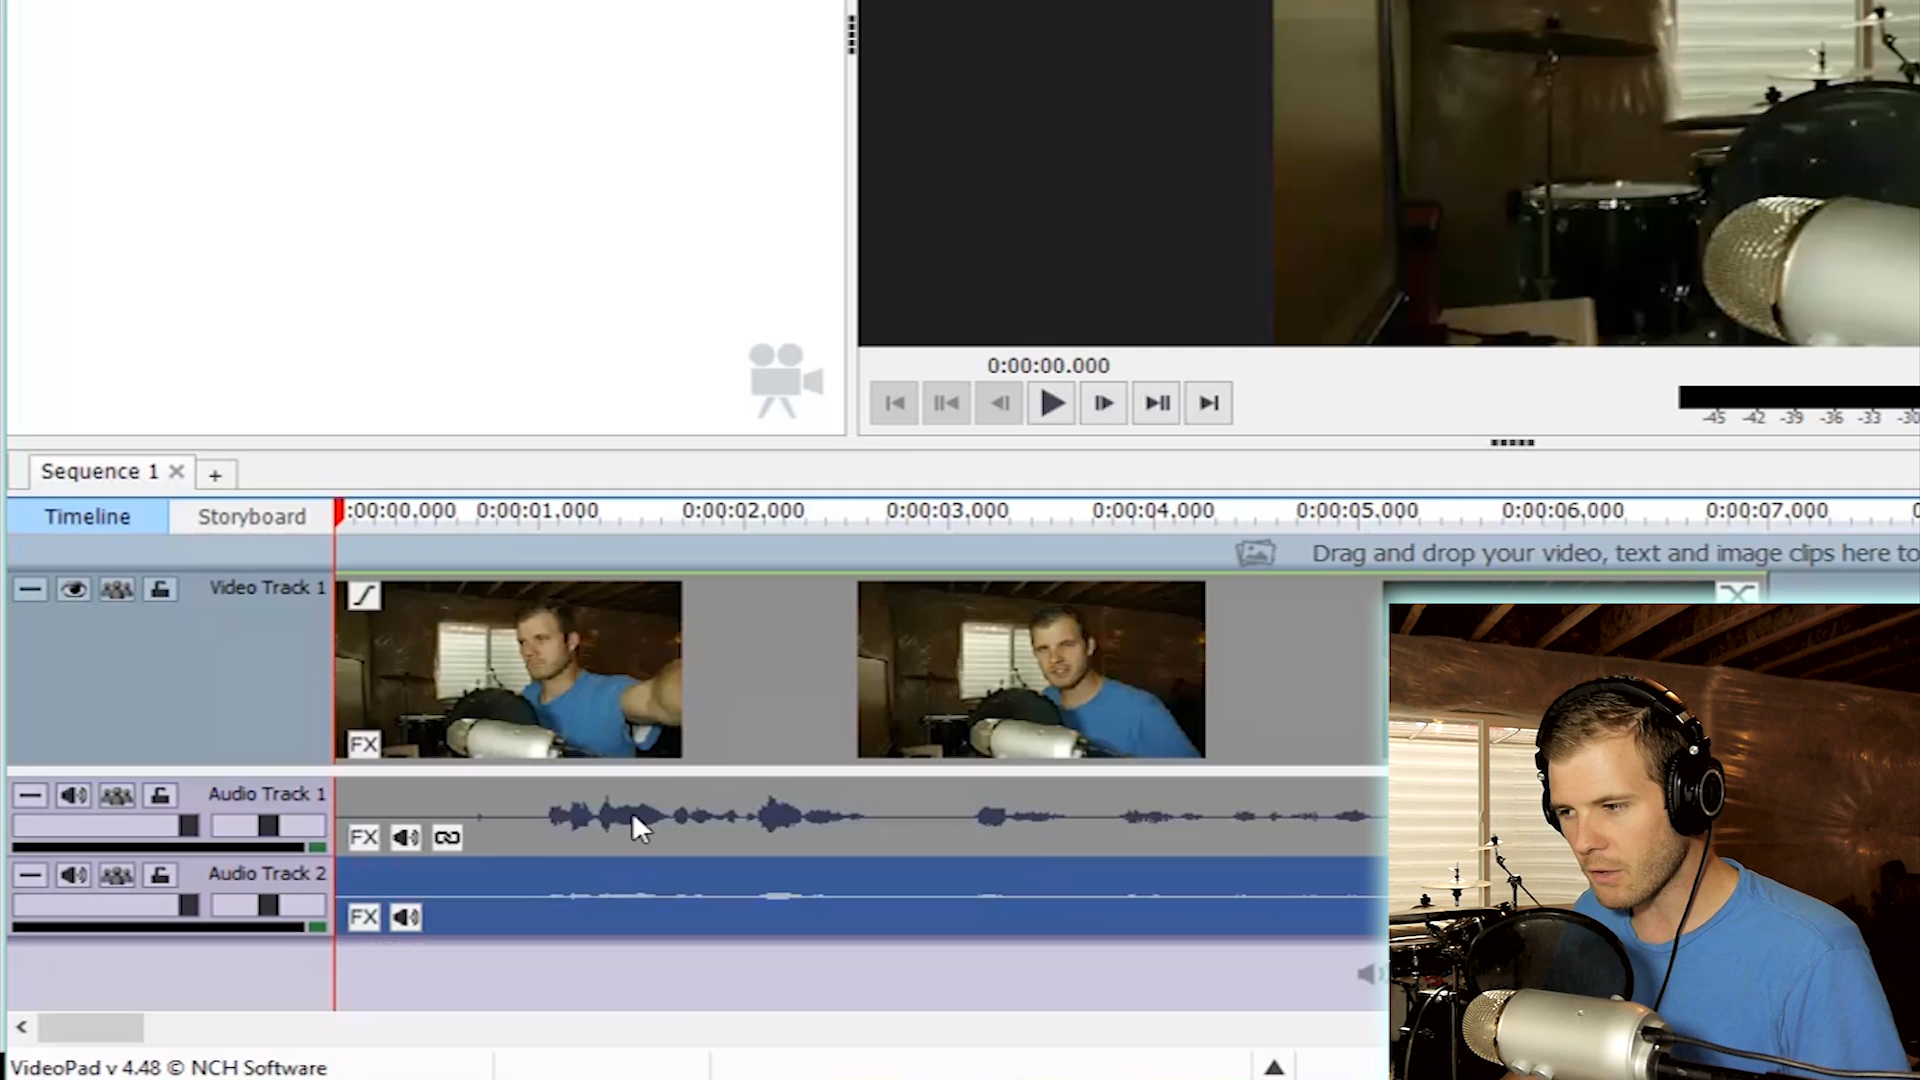 0:00:00.000
-45 -42 -39 -36 -33 -30
Sequence 1
+
Timeline
Storyboard
:00:00.000 0:00:01.000 0:00:02.000 0:00:03.000 0:00:04.000 0:00:05.000 0:00:06.000 0:00:07.000
Drag and drop your video, text and image clips here to
Video Track 1
FX
Audio Track 1
FX
Audio Track 2
FX
VideoPad v 4.48 © NCH Software